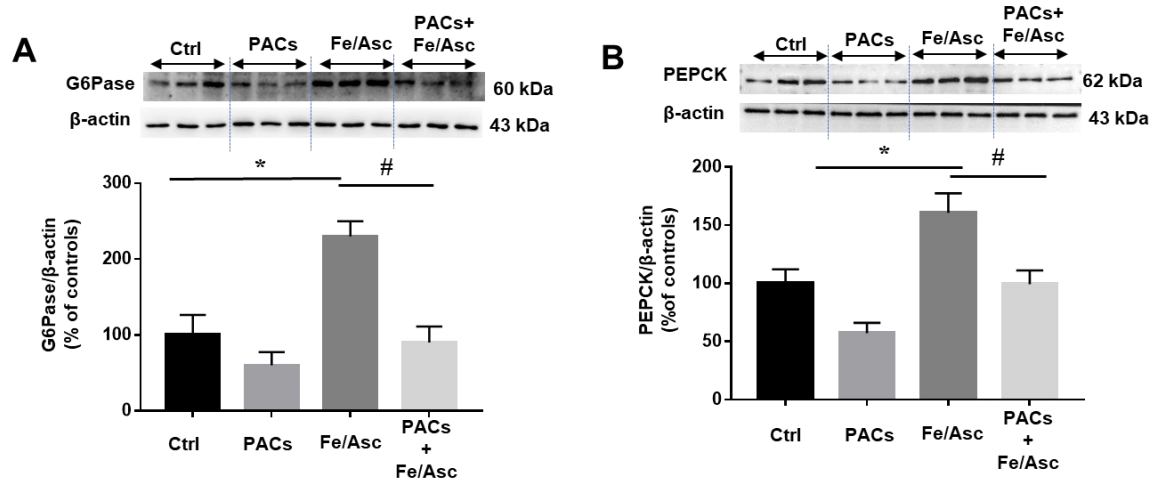 A
Ctrl
PACs
Fe/Asc
PACs+
Fe/Asc
G6Pase
60 kDa
β-actin
43 kDa
*
#
300
200
100
0
G6Pase/β-actin
(% of controls)
Ctrl
PACs
Fe/Asc
PACs
+
Fe/Asc
B
Ctrl
PACs
Fe/Asc
PACs+
Fe/Asc
PEPCK
62 kDa
β-actin
43 kDa
*
#
200
150
100
50
0
PEPCK/β-actin
(%of controls)
Ctrl
PACs
Fe/Asc
PACs
+
Fe/Asc